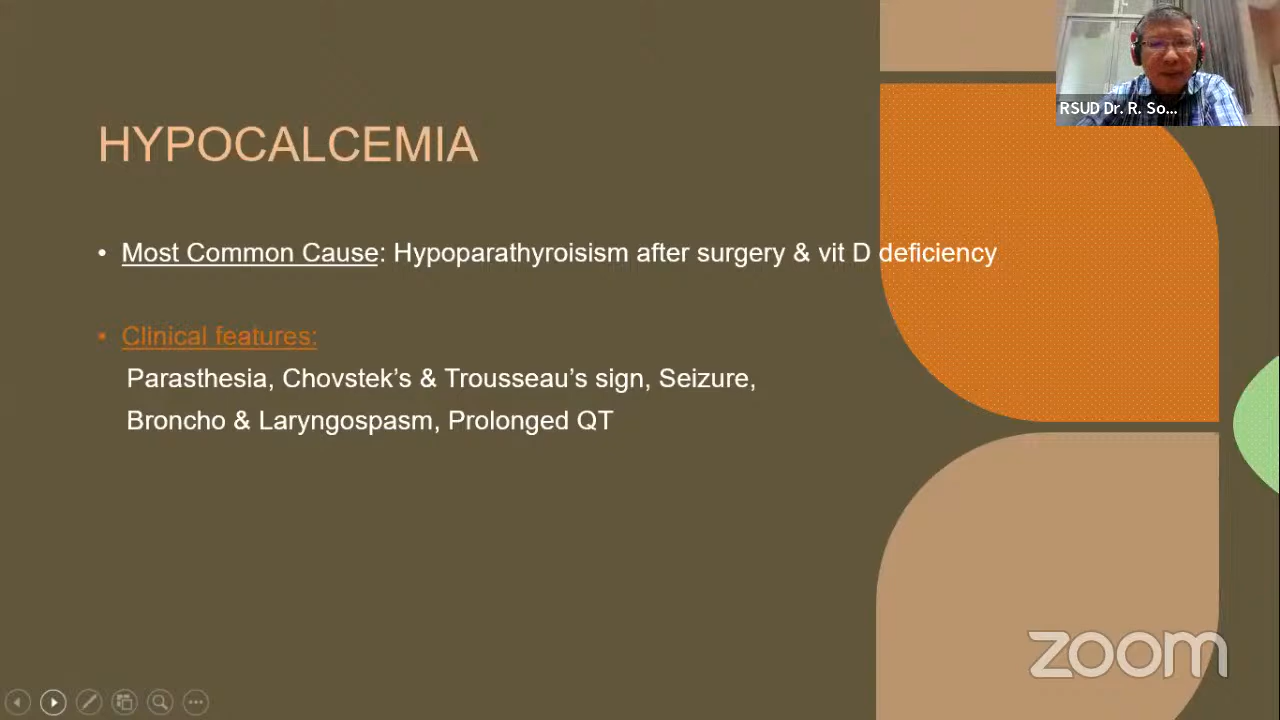 RSUD Dr. R. So...
HYPOCALCEMIA
• Most Common Cause: Hypoparathyroisism after surgery & vit D deficiency
• Clinical features:
Parasthesia, Chovstek’s & Trousseau’s sign, Seizure,
Broncho & Laryngospasm, Prolonged QT
zoom